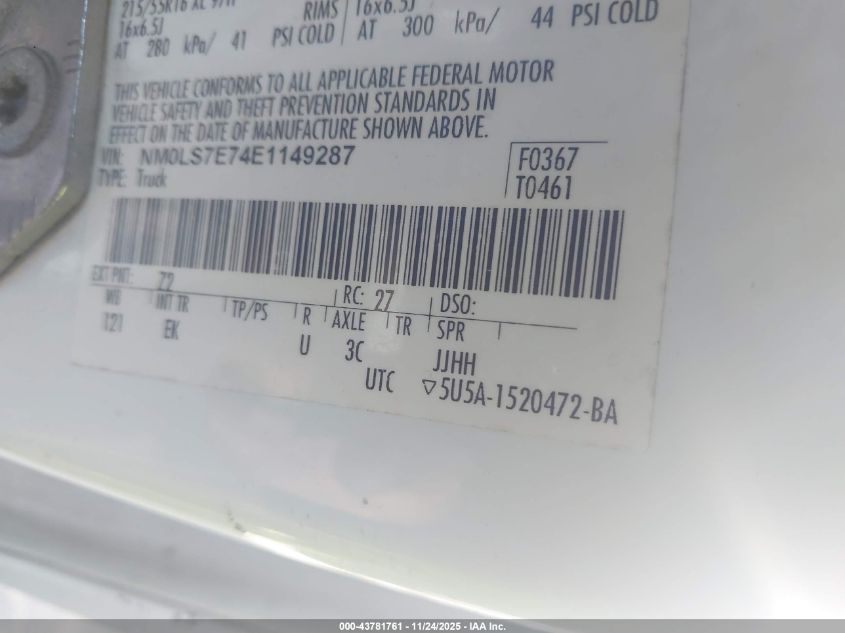 215/55R16 XL 97H RIMS 16x6.5J
16x6.5J AT 300 kPa/ 44 PSI COLD
AT 280 kPa/ 41 PSI COLD
THIS VEHICLE CONFORMS TO ALL APPLICABLE FEDERAL MOTOR
VEHICLE SAFETY AND THEFT PREVENTION STANDARDS IN
EFFECT ON THE DATE OF MANUFACTURE SHOWN ABOVE.
VIN: NM0LS7E74E1149287
TYPE: Truck
F0367
T0461
EXT PNT: Z2 RC: 27 DSO:
WB INT TR TP/PS R AXLE TR SPR
121 EK U 3C JJHH
UTC ▽5U5A-1520472-BA
000-43781761 - 11/24/2025 - IAA Inc.